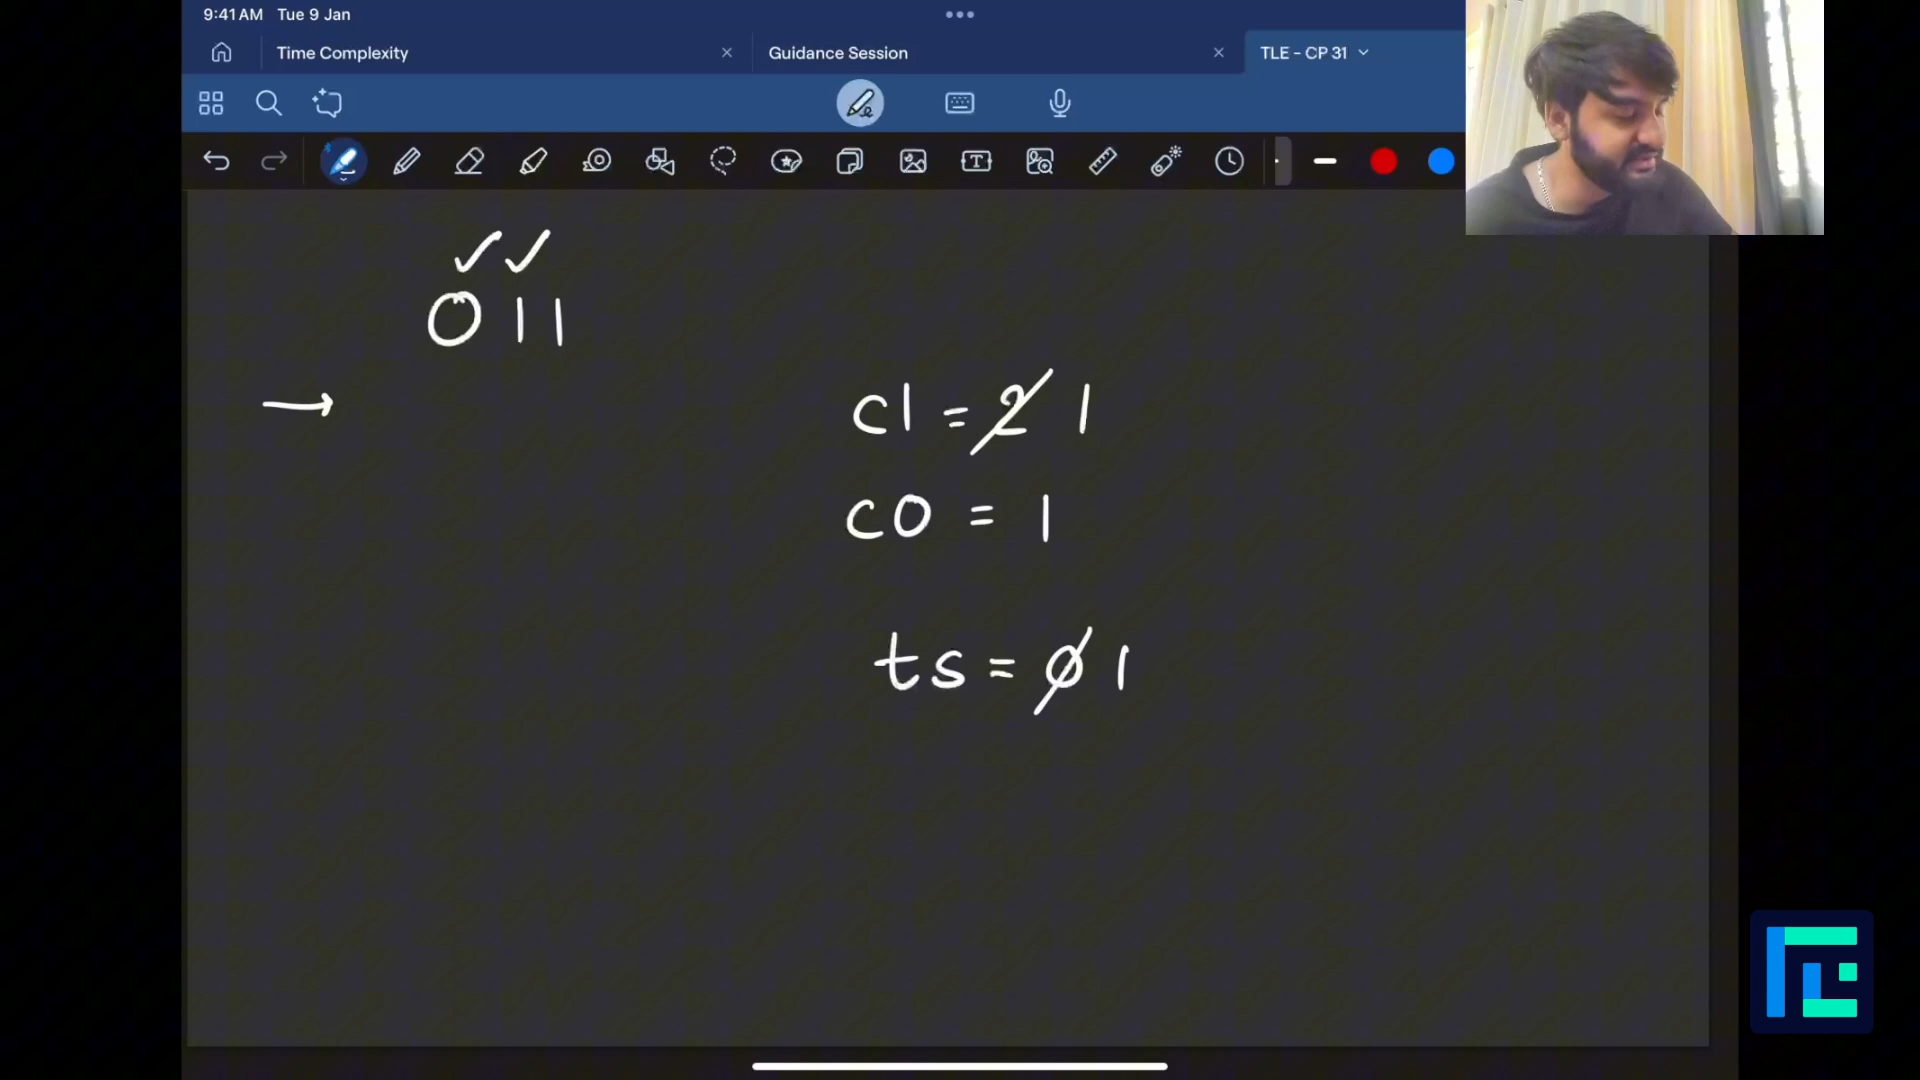 9:41 AM Tue 9 Jan
Time Complexity
Guidance Session
TLE - CP 31
✓ ✓
0 1 1
→
c1 = 2 1
c0 = 1
ts = 0 1